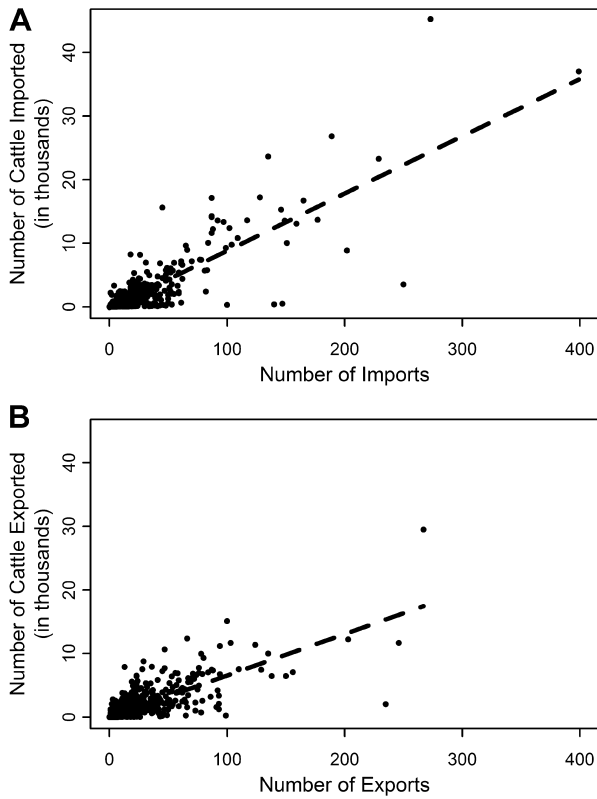 A
Number of Cattle Imported
(in thousands)
40
30
20
10
0
0 100 200 300 400
Number of Imports
B
Number of Cattle Exported
(in thousands)
40
30
20
10
0
0 100 200 300 400
Number of Exports